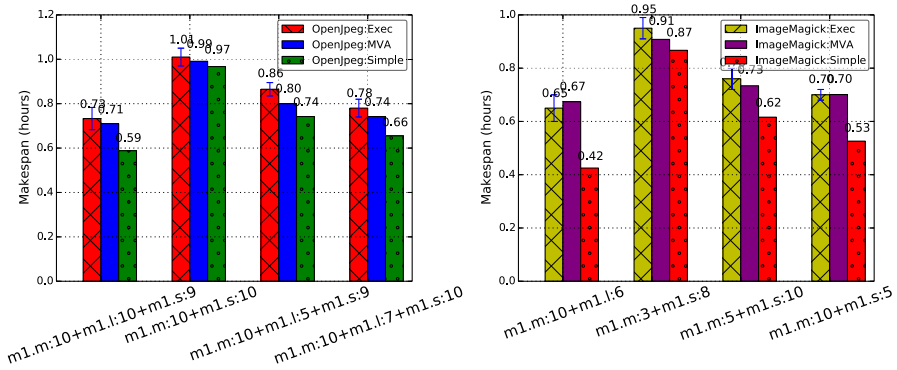 1.2
1.0
0.8
0.6
0.4
0.2
0.0
Makespan (hours)
OpenJpeg:Exec
OpenJpeg:MVA
OpenJpeg:Simple
0.73
0.71
0.59
1.01
0.99
0.97
0.86
0.80
0.74
0.78
0.74
0.66
m1.m:10+m1.l:10+m1.s:9
m1.m:10+m1.s:10
m1.m:10+m1.l:5+m1.s:9
m1.m:10+m1.l:7+m1.s:10
1.0
0.8
0.6
0.4
0.2
0.0
Makespan (hours)
ImageMagick:Exec
ImageMagick:MVA
ImageMagick:Simple
0.65
0.67
0.42
0.95
0.91
0.87
0.73
0.62
0.70
0.70
0.53
m1.m:10+m1.l:6
m1.m:3+m1.s:8
m1.m:5+m1.s:10
m1.m:10+m1.s:5